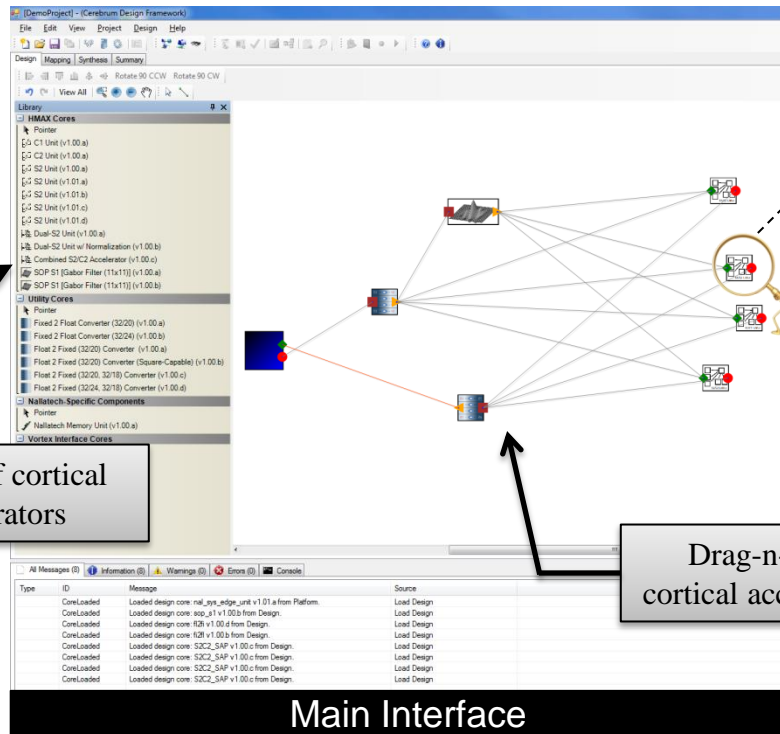 [DemoProject] - (Cerebrum Design Framework)
File Edit View Project Design Help
Design Mapping Synthesis Summary
Rotate 90 CCW Rotate 90 CW
View All
Library
HMAX Cores
Pointer
C1 Unit (v1.00.a)
C2 Unit (v1.00.a)
S2 Unit (v1.00.a)
S2 Unit (v1.01.a)
S2 Unit (v1.01.b)
S2 Unit (v1.01.c)
S2 Unit (v1.01.d)
Dual-S2 Unit (v1.00.a)
Dual-S2 Unit w/ Normalization (v1.00.b)
Combined S2/C2 Accelerator (v1.00.c)
SOP S1 [Gabor Filter (11x11)] (v1.00.a)
SOP S1 [Gabor Filter (11x11)] (v1.00.b)
Utility Cores
Pointer
Fixed 2 Float Converter (32/20) (v1.00.a)
Fixed 2 Float Converter (32/24) (v1.00.b)
Float 2 Fixed (32/20) Converter (v1.00.a)
Float 2 Fixed (32/20) Converter (Square-Capable) (v1.00.b)
Float 2 Fixed (32/20, 32/18) Converter (v1.00.c)
Float 2 Fixed (32/24, 32/18) Converter (v1.00.d)
Nallatech-Specific Components
Pointer
Nallatech Memory Unit (v1.00.a)
Vortex Interface Cores
f cortical
rators
Drag-n-
cortical acc
All Messages (8) Information (8) Warnings (0) Errors (0) Console
Type ID Message Source
CoreLoaded Loaded design core: nal_sys_edge_unit v1.01.a from Platform. Load Design
CoreLoaded Loaded design core: sop_s1 v1.00.b from Design. Load Design
CoreLoaded Loaded design core: fl2fi v1.00.d from Design. Load Design
CoreLoaded Loaded design core: fi2fl v1.00.b from Design. Load Design
CoreLoaded Loaded design core: S2C2_SAP v1.00.c from Design. Load Design
CoreLoaded Loaded design core: S2C2_SAP v1.00.c from Design. Load Design
CoreLoaded Loaded design core: S2C2_SAP v1.00.c from Design. Load Design
CoreLoaded Loaded design core: S2C2_SAP v1.00.c from Design. Load Design
Main Interface